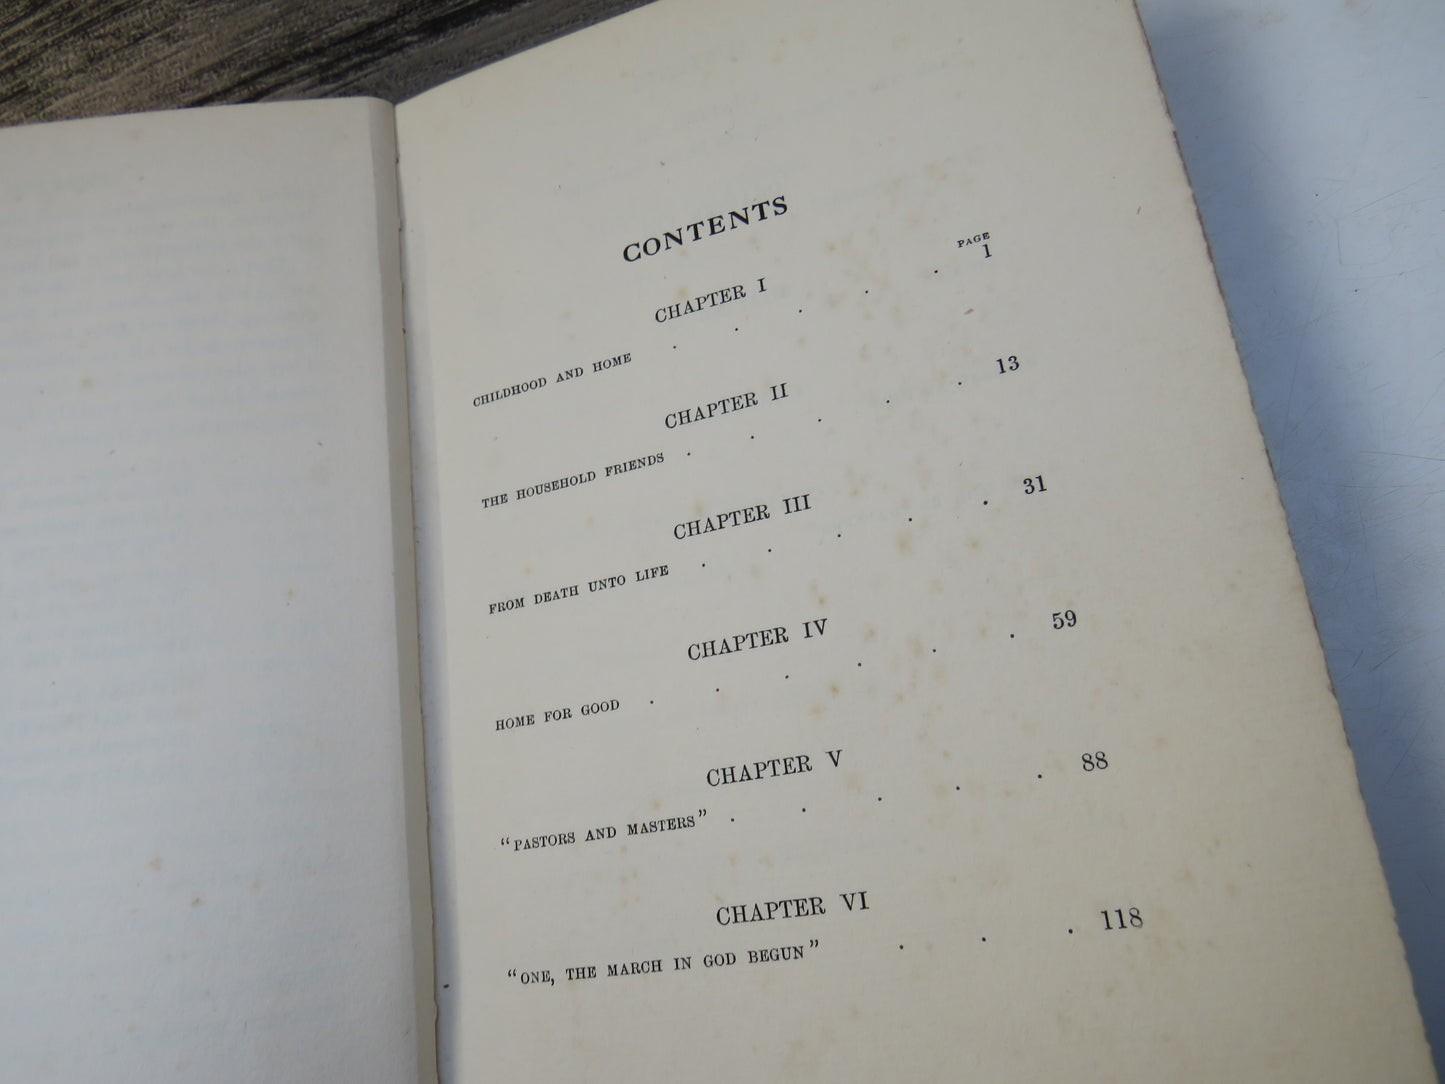 CONTENTS
PAGE
CHAPTER I
CHILDHOOD AND HOME . . . . . 1
CHAPTER II
THE HOUSEHOLD FRIENDS . . . . . 13
CHAPTER III
FROM DEATH UNTO LIFE . . . . . 31
CHAPTER IV
HOME FOR GOOD . . . . . . 59
CHAPTER V
“PASTORS AND MASTERS” . . . . . 88
CHAPTER VI
“ONE, THE MARCH IN GOD BEGUN” . . . 118